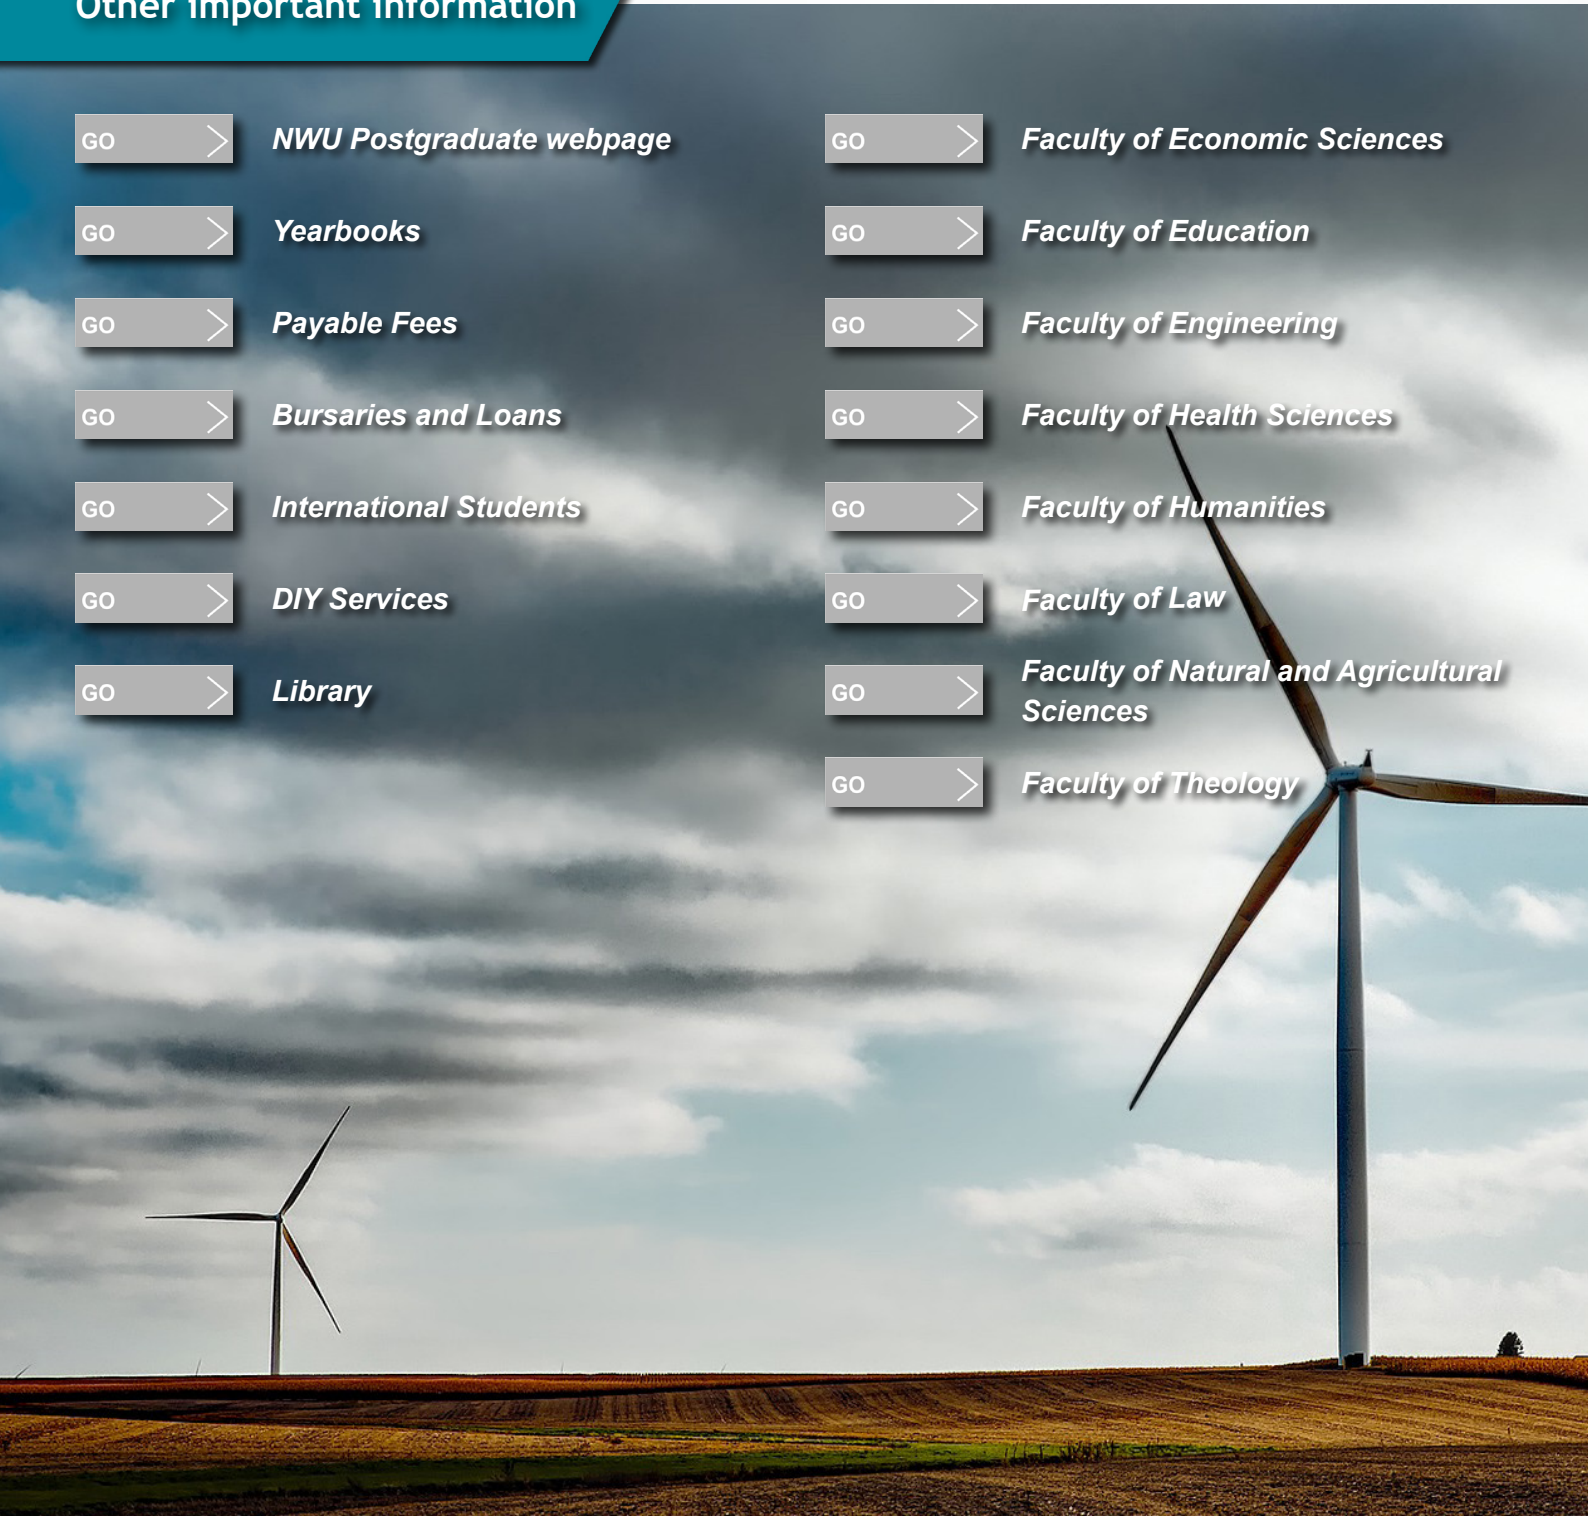 Other important information
GO
NWU Postgraduate webpage
GO
Yearbooks
GO
Payable Fees
GO
Bursaries and Loans
GO
International Students
GO
DIY Services
GO
Library
GO
Faculty of Economic Sciences
GO
Faculty of Education
GO
Faculty of Engineering
GO
Faculty of Health Sciences
GO
Faculty of Humanities
GO
Faculty of Law
GO
Faculty of Natural and Agricultural
Sciences
GO
Faculty of Theology